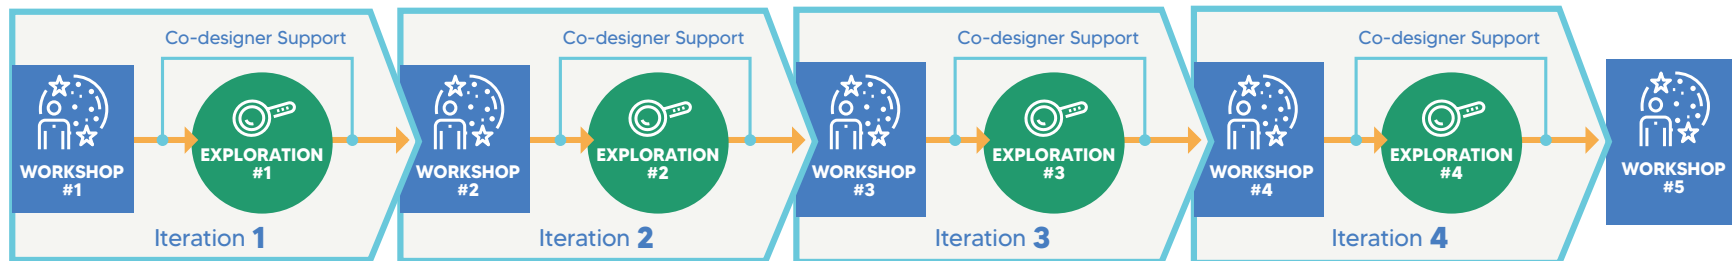 Co-designer Support
WORKSHOP
#1
EXPLORATION
#1
Iteration 1
Co-designer Support
WORKSHOP
#2
EXPLORATION
#2
Iteration 2
Co-designer Support
WORKSHOP
#3
EXPLORATION
#3
Iteration 3
Co-designer Support
WORKSHOP
#4
EXPLORATION
#4
Iteration 4
WORKSHOP
#5